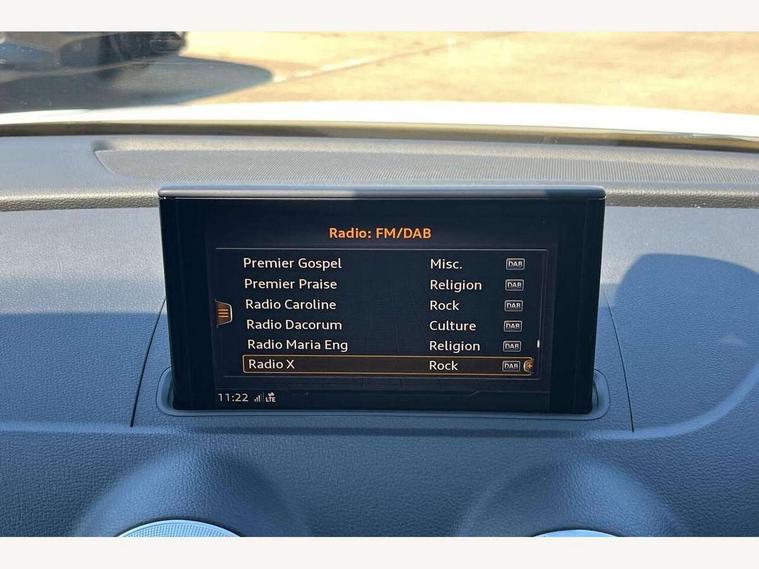 Radio: FM/DAB
Premier Gospel Misc. DAB
Premier Praise Religion DAB
Radio Caroline Rock DAB
Radio Dacorum Culture DAB
Radio Maria Eng Religion DAB
Radio X Rock DAB
11:22 LTE